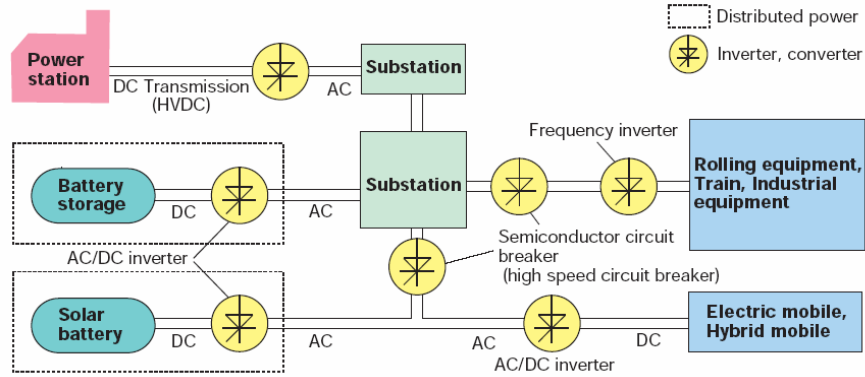 Distributed power
Inverter, converter
Power
station
DC Transmission
(HVDC)
AC
Substation
Frequency inverter
Battery
storage
DC
AC
Substation
Rolling equipment,
Train, Industrial
equipment
AC/DC inverter
Semiconductor circuit
breaker
(high speed circuit breaker)
Solar
battery
DC
AC
AC
AC/DC inverter
DC
Electric mobile,
Hybrid mobile